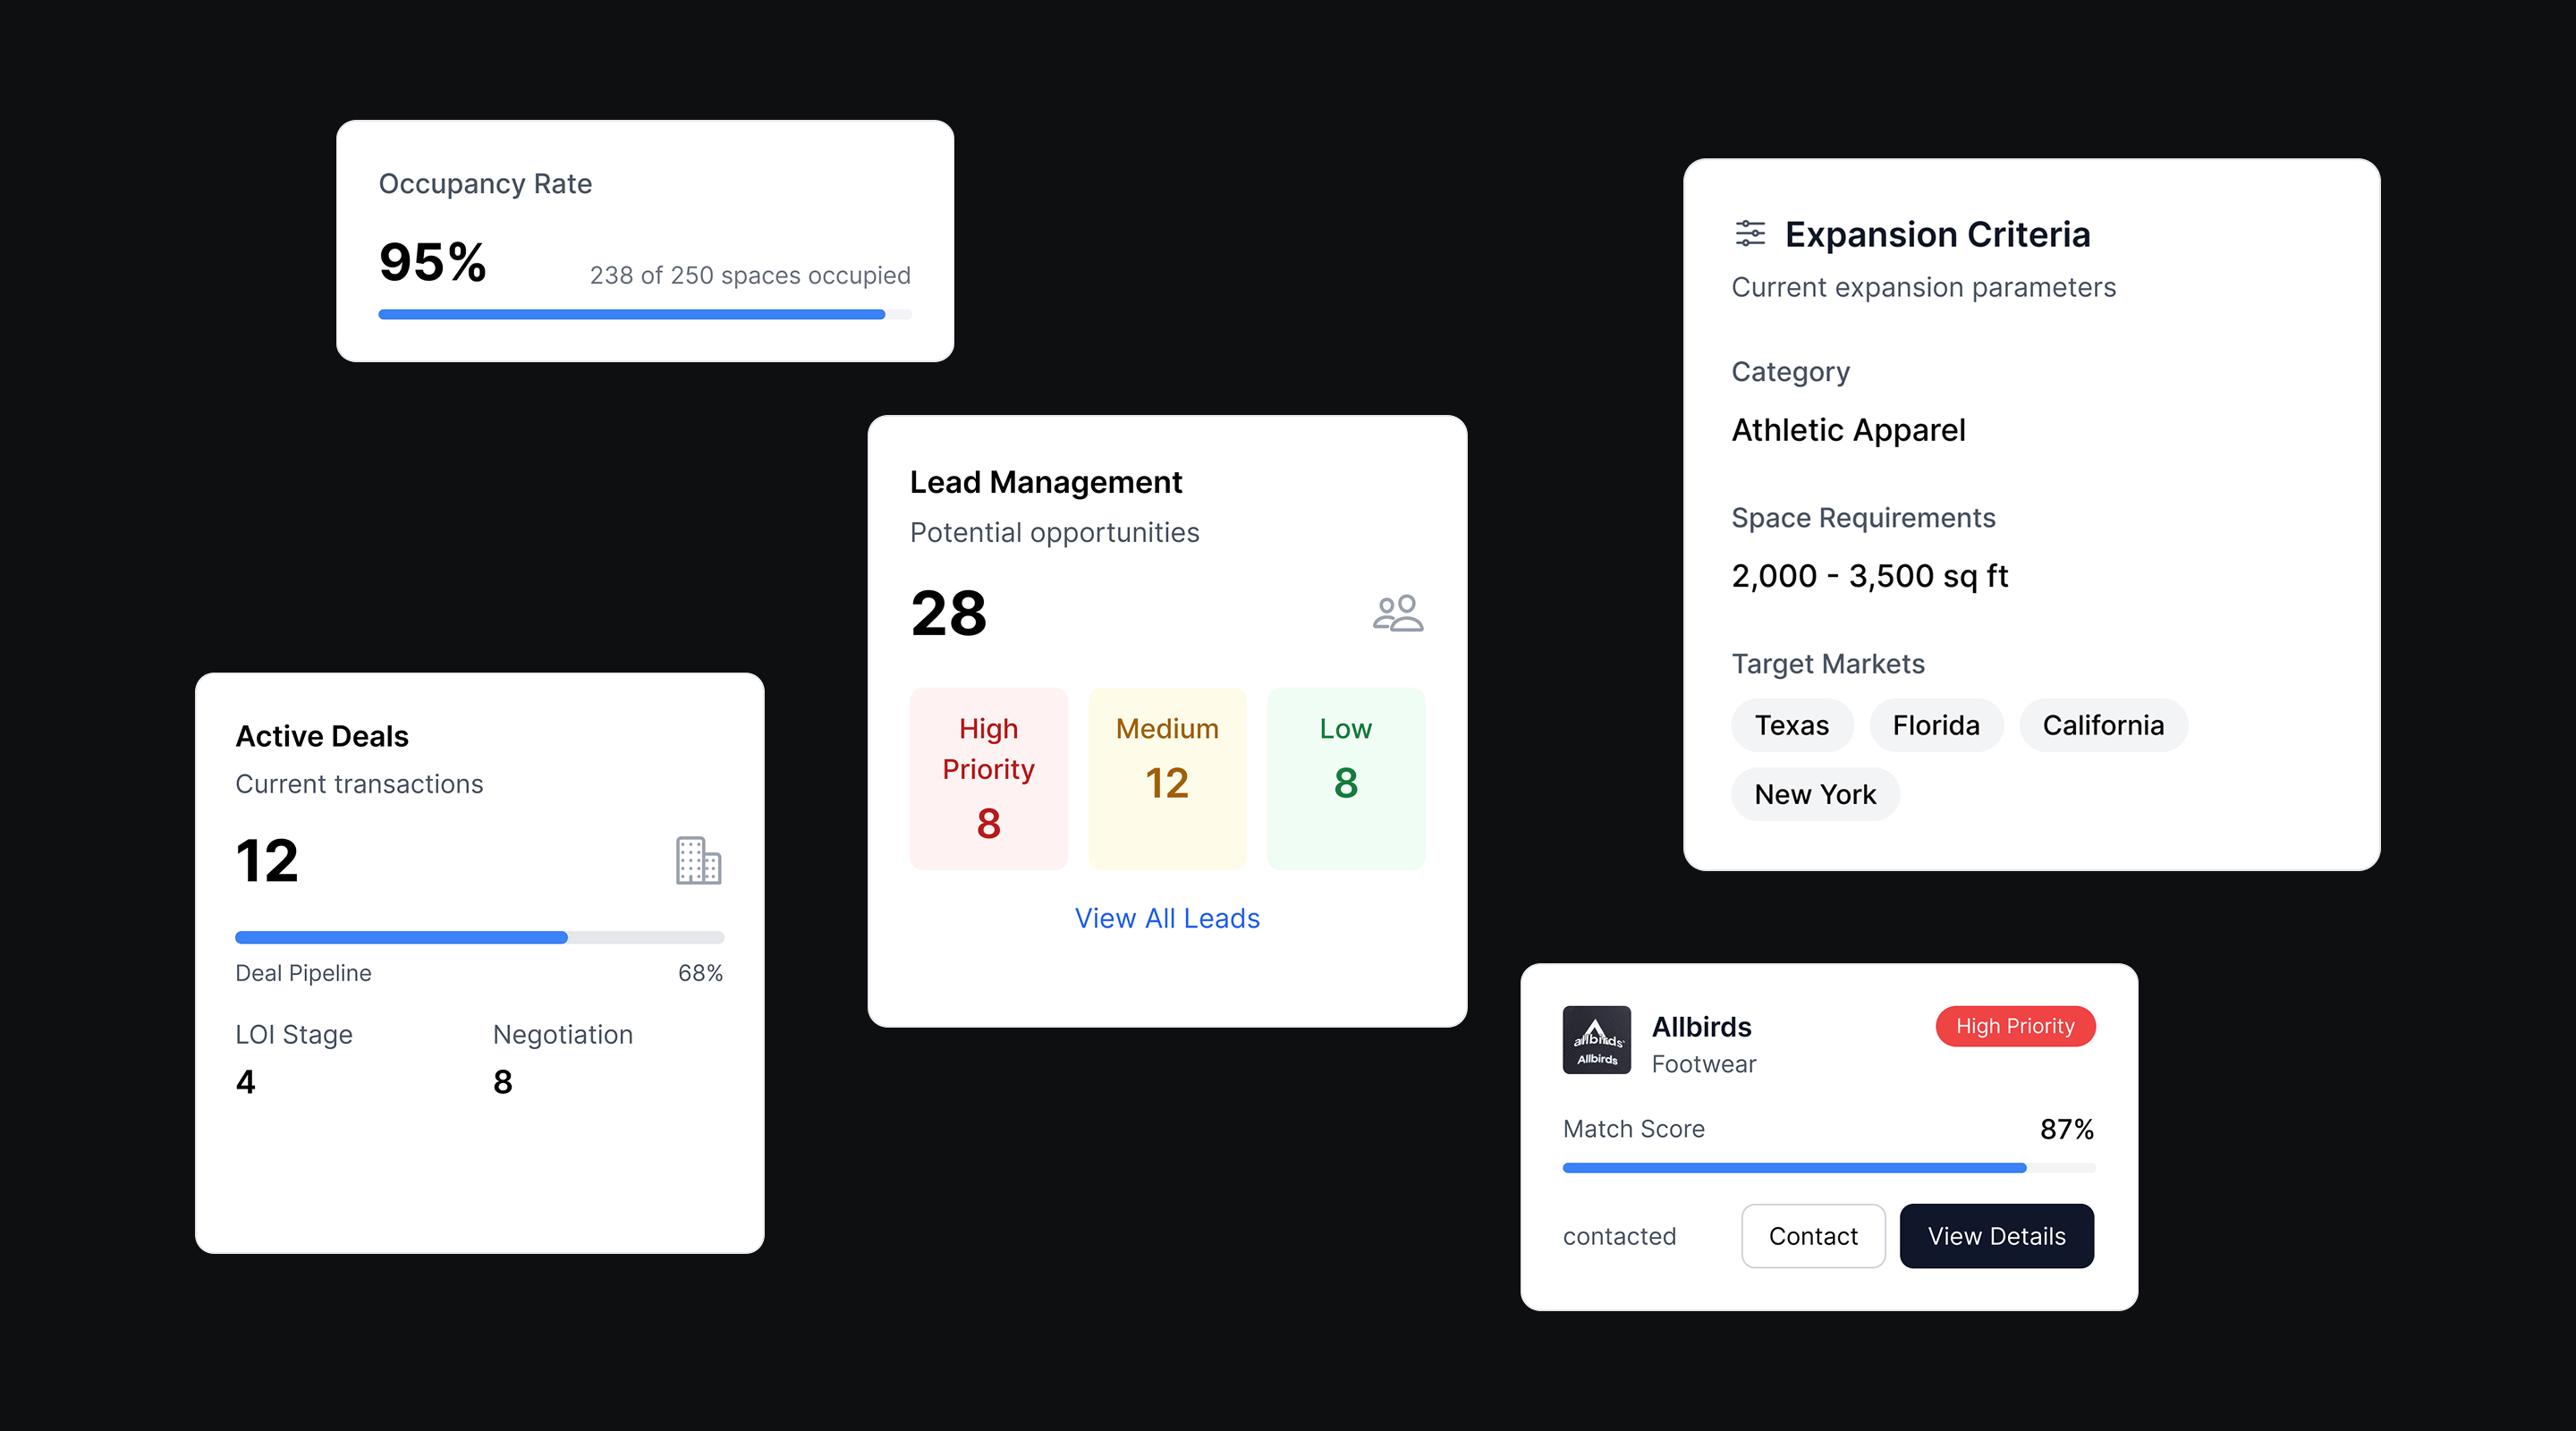 Occupancy Rate
95%
238 of 250 spaces occupied
Expansion Criteria
Current expansion parameters
Category
Athletic Apparel
Space Requirements
2,000 - 3,500 sq ft
Target Markets
Texas
Florida
California
New York
Lead Management
Potential opportunities
28
High
Priority
8
Medium
12
Low
8
View All Leads
Active Deals
Current transactions
12
Deal Pipeline
68%
LOI Stage
Negotiation
4
8
allbirds
Allbirds
Allbirds
Footwear
High Priority
Match Score
87%
contacted
Contact
View Details